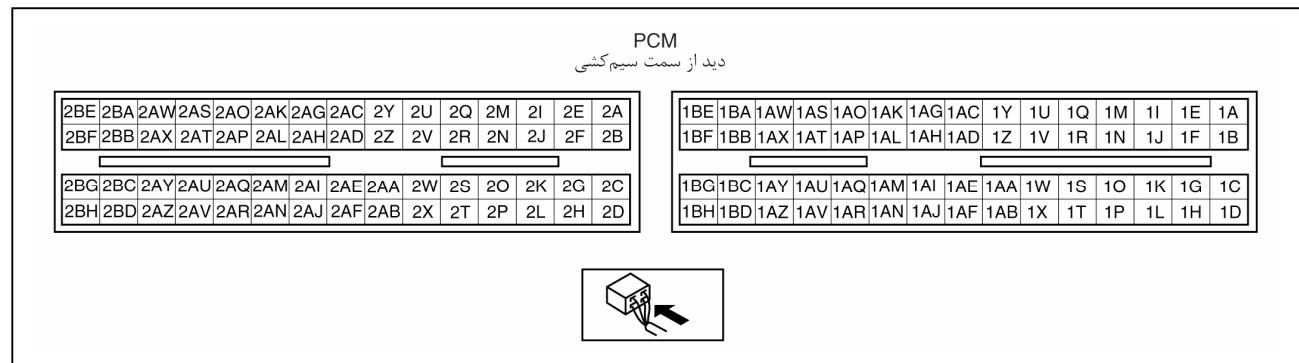 PCM
دید از سمت سیم‌کشی
2BE 2BA 2AW 2AS 2AO 2AK 2AG 2AC 2Y 2U 2Q 2M 2I 2E 2A
2BF 2BB 2AX 2AT 2AP 2AL 2AH 2AD 2Z 2V 2R 2N 2J 2F 2B
2BG 2BC 2AY 2AU 2AQ 2AM 2AI 2AE 2AA 2W 2S 2O 2K 2G 2C
2BH 2BD 2AZ 2AV 2AR 2AN 2AJ 2AF 2AB 2X 2T 2P 2L 2H 2D
1BE 1BA 1AW 1AS 1AO 1AK 1AG 1AC 1Y 1U 1Q 1M 1I 1E 1A
1BF 1BB 1AX 1AT 1AP 1AL 1AH 1AD 1Z 1V 1R 1N 1J 1F 1B
1BG 1BC 1AY 1AU 1AQ 1AM 1AI 1AE 1AA 1W 1S 1O 1K 1G 1C
1BH 1BD 1AZ 1AV 1AR 1AN 1AJ 1AF 1AB 1X 1T 1P 1L 1H 1D